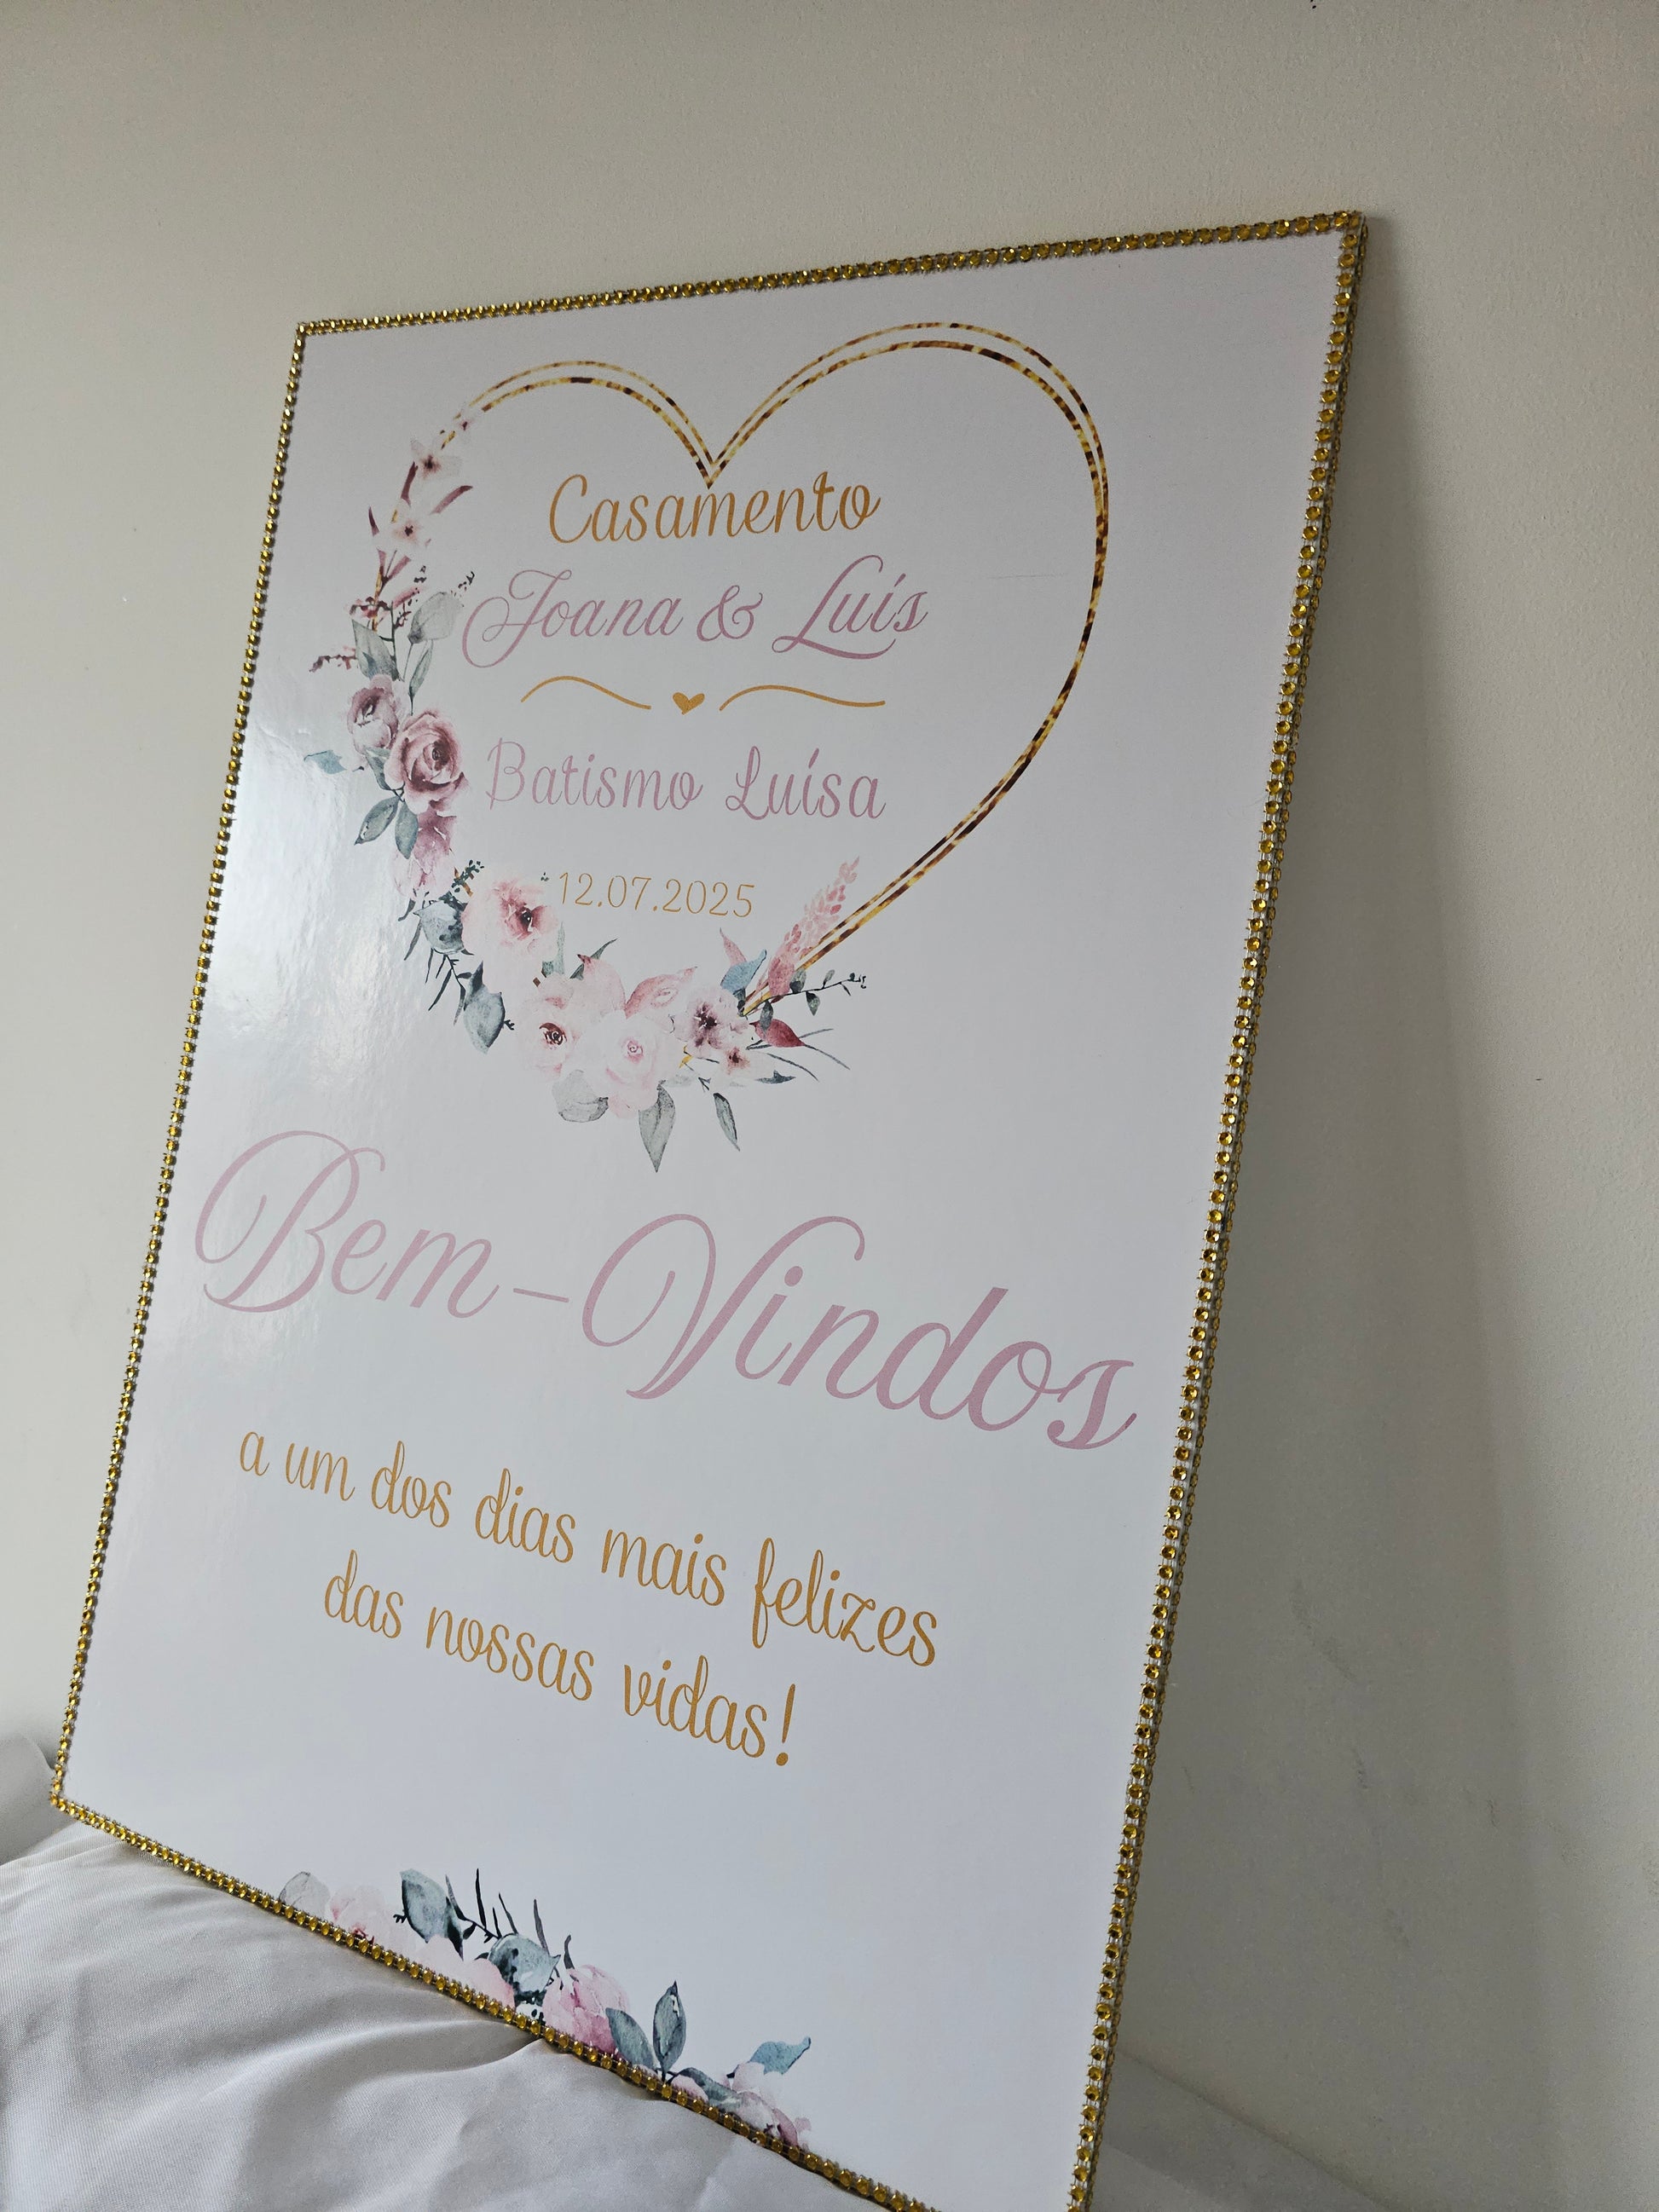 Casamento
Joana & Luís
Batismo Luísa
12.07.2025
Bem-Vindos
a um dos dias mais felizes
das nossas vidas!